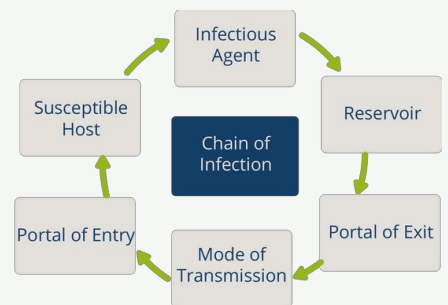 Infectious
Agent
Reservoir
Portal of Exit
Mode of
Transmission
Portal of Entry
Susceptible
Host
Chain of
Infection